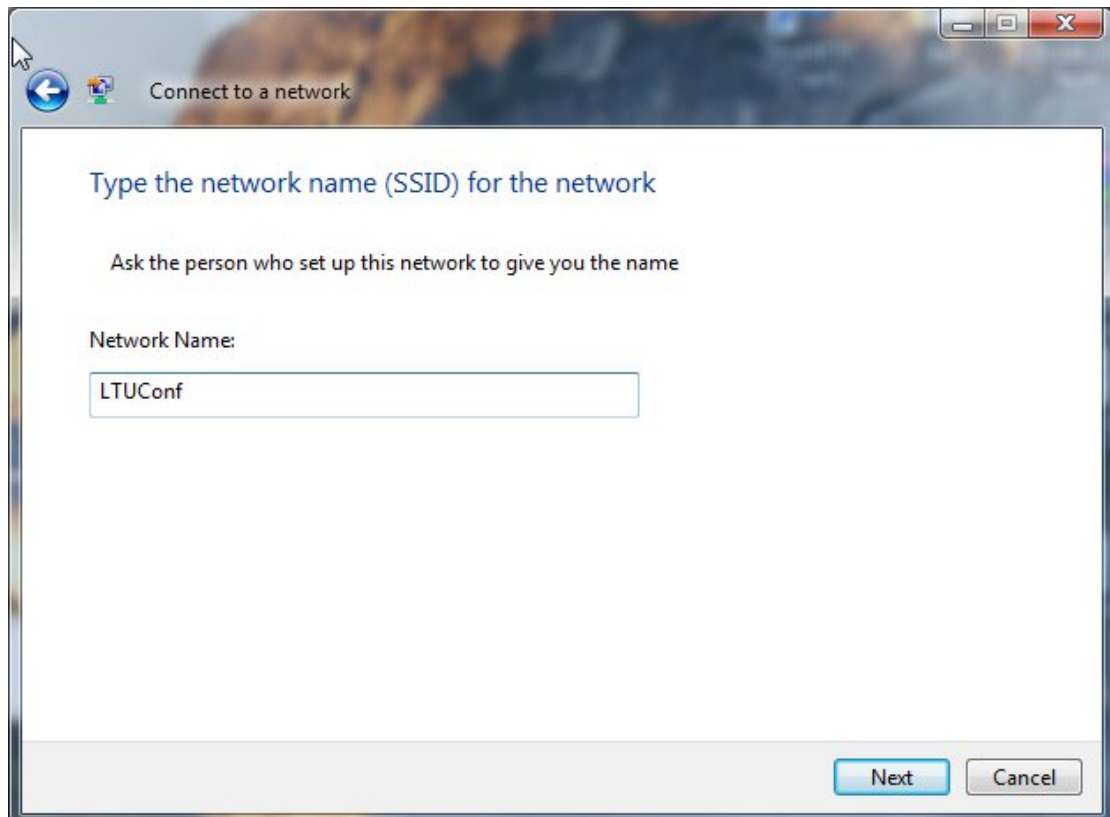 Connect to a network
Type the network name (SSID) for the network
Ask the person who set up this network to give you the name
Network Name:
LTUConf
Next
Cancel